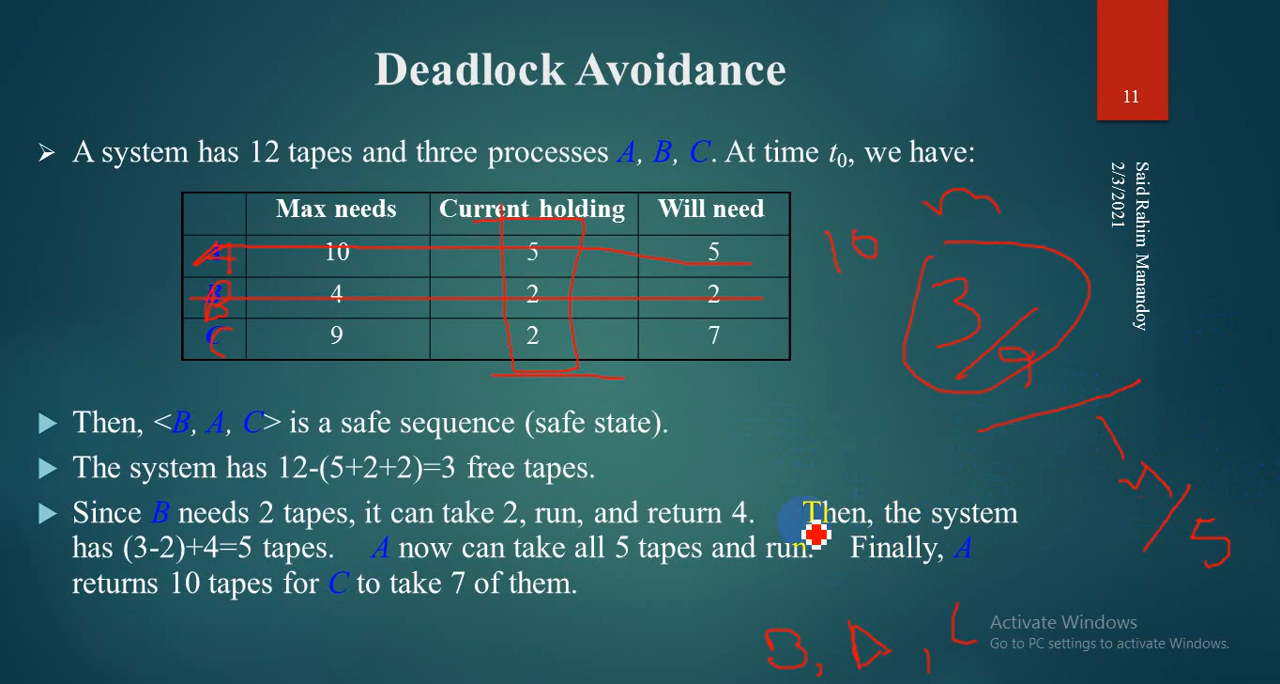 Deadlock Avoidance
11
Said Rahim Manandoy
2/3/2021
A system has 12 tapes and three processes A, B, C. At time t₀, we have:
Max needs Current holding Will need
A 10 5 5
B 4 2 2
C 9 2 7
10
3/9
5
Then, <B, A, C> is a safe sequence (safe state).
The system has 12-(5+2+2)=3 free tapes.
Since B needs 2 tapes, it can take 2, run, and return 4. Then, the system
has (3-2)+4=5 tapes. A now can take all 5 tapes and run. Finally, A
returns 10 tapes for C to take 7 of them.
B, A, C
Activate Windows
Go to PC settings to activate Windows.